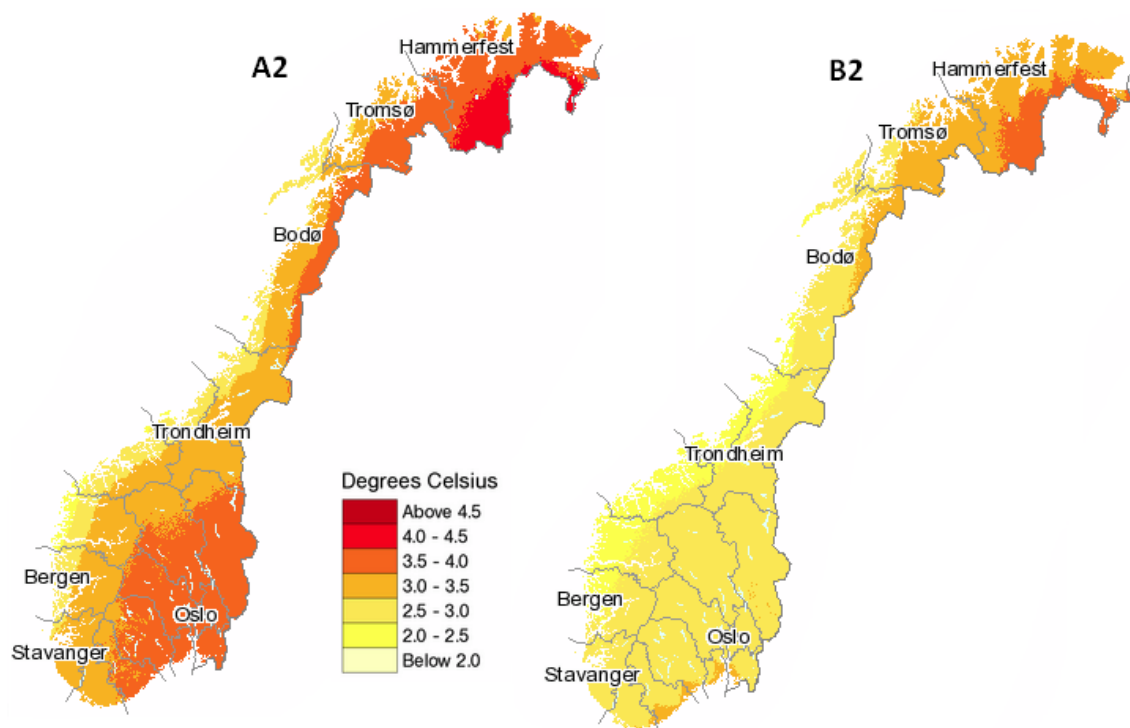 A2
Hammerfest
Tromsø
Bodø
Trondheim
Bergen
Oslo
Stavanger
Degrees Celsius
Above 4.5
4.0 - 4.5
3.5 - 4.0
3.0 - 3.5
2.5 - 3.0
2.0 - 2.5
Below 2.0
B2
Hammerfest
Tromsø
Bodø
Trondheim
Bergen
Oslo
Stavanger